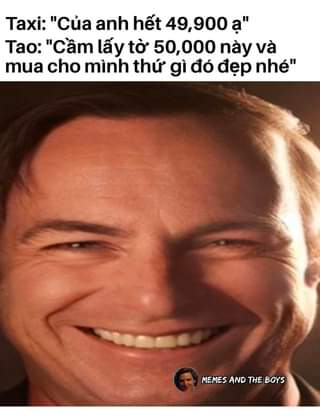 Taxi: "Của anh hết 49,900 ạ"
Tao: "Cầm lấy tờ 50,000 này và
mua cho mình thứ gì đó đẹp nhé"
MEMES AND THE BOYS